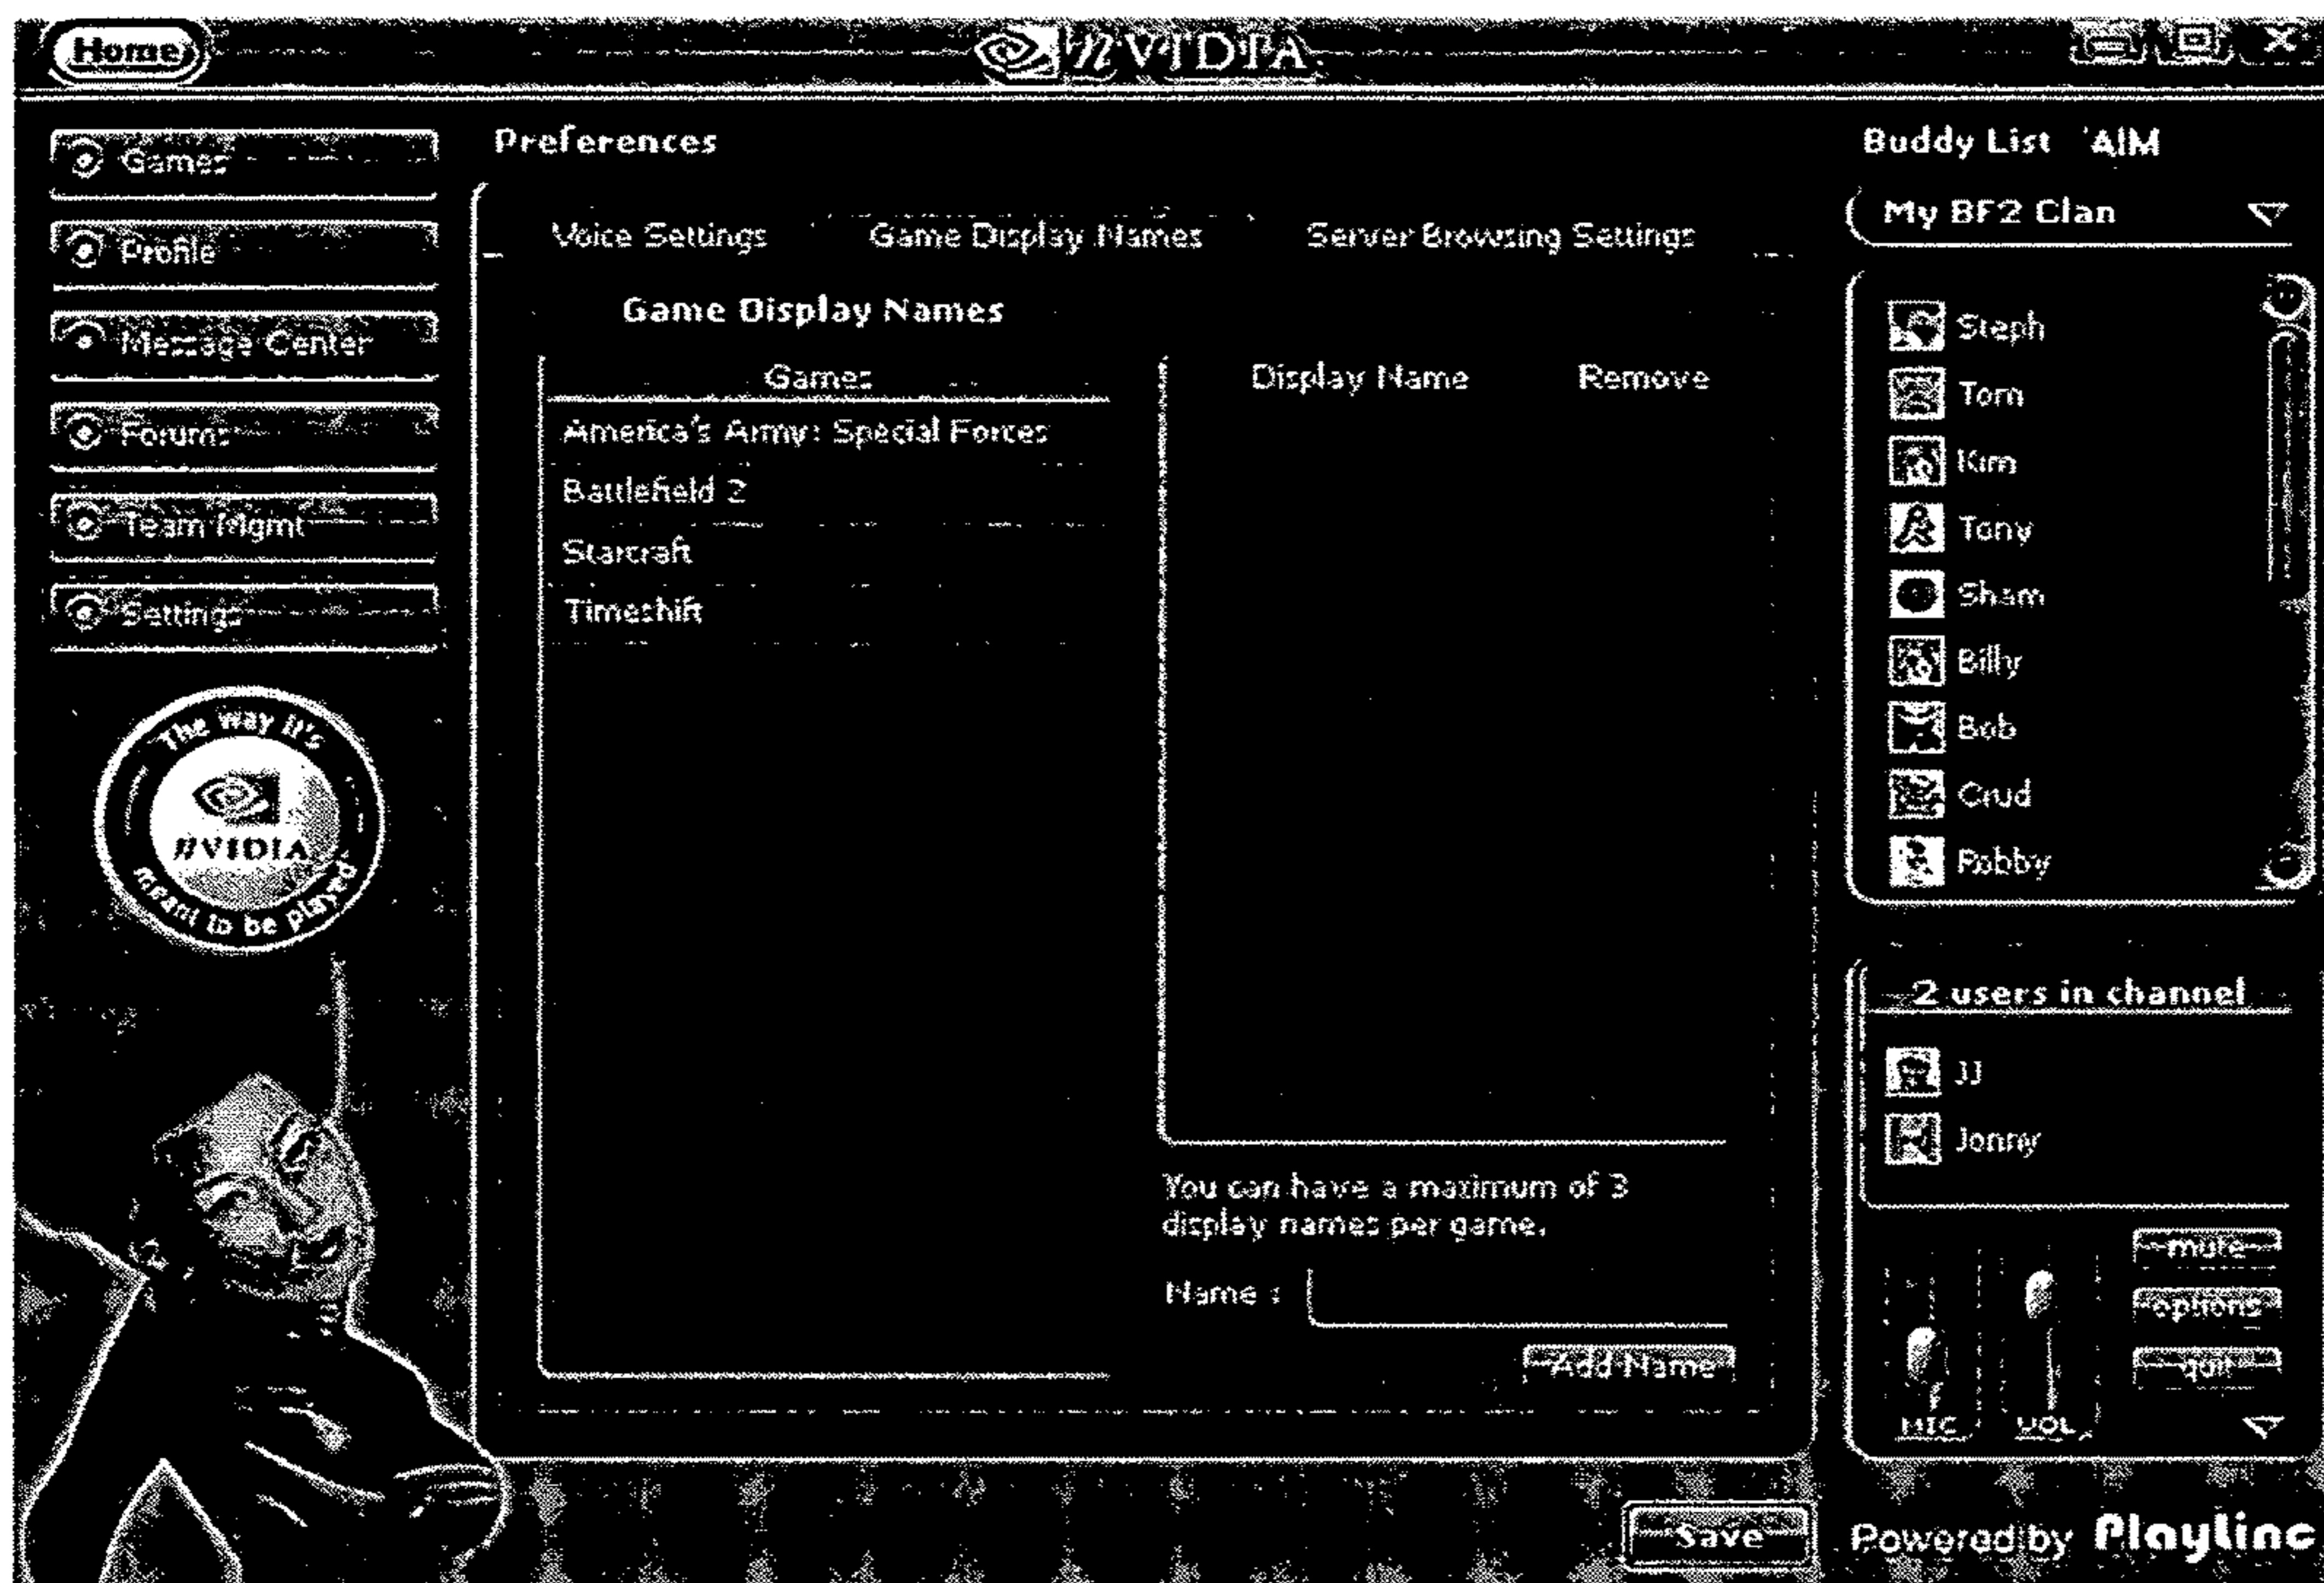 Home
nVIDIA
Games
Profile
Message Center
Forums
Team Mgmt
Settings
The way it's
nVIDIA
meant to be played
Preferences
Voice Settings
Game Display Names
Server Browsing Settings
Game Display Names
Games
America's Army: Special Forces
Battlefield 2
Starcraft
Timeshift
Display Name
Remove
You can have a maximum of 3
display names per game.
Name :
Add Name
Save
Buddy List AIM
My BF2 Clan
Steph
Tom
Kim
Tony
Sham
Billy
Bob
Crud
Robby
2 users in channel
JJ
Jonny
mute
options
quit
MIC
VOL
Powered by PlayLinc